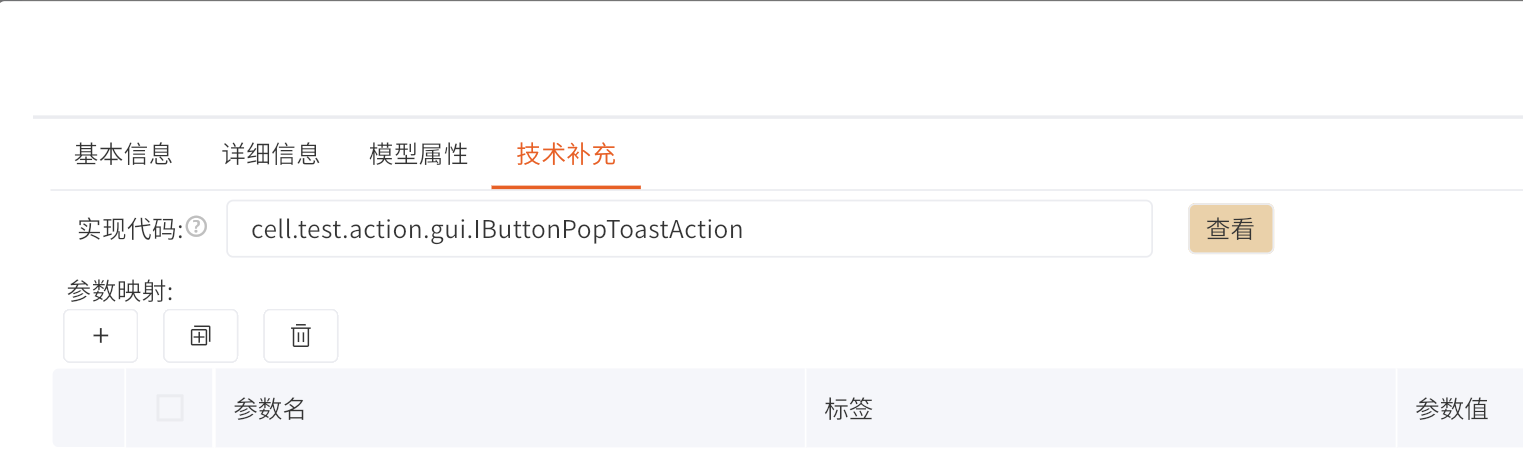 基本信息 详细信息 模型属性 技术补充
实现代码:? cell.test.action.gui.IButtonPopToastAction 查看
参数映射:
参数名 标签 参数值